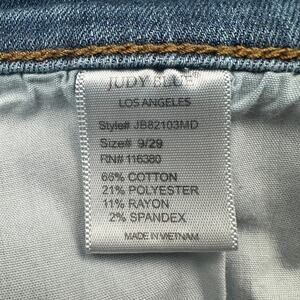 JUDY BLUE®
LOS ANGELES
Style# JB82103MD
Size# 9/29
RN# 116380
66% COTTON
21% POLYESTER
11% RAYON
2% SPANDEX
MADE IN VIETNAM